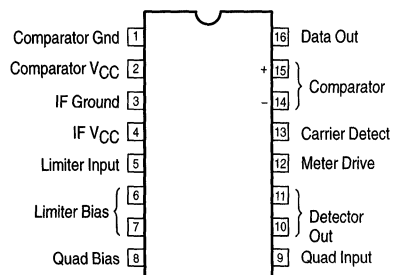 Comparator Gnd 1 16 Data Out
Comparator VCC 2 + 15
Comparator
IF Ground 3 − 14
IF VCC 4 13 Carrier Detect
Limiter Input 5 12 Meter Drive
6 11
Limiter Bias Detector
7 10 Out
Quad Bias 8 9 Quad Input